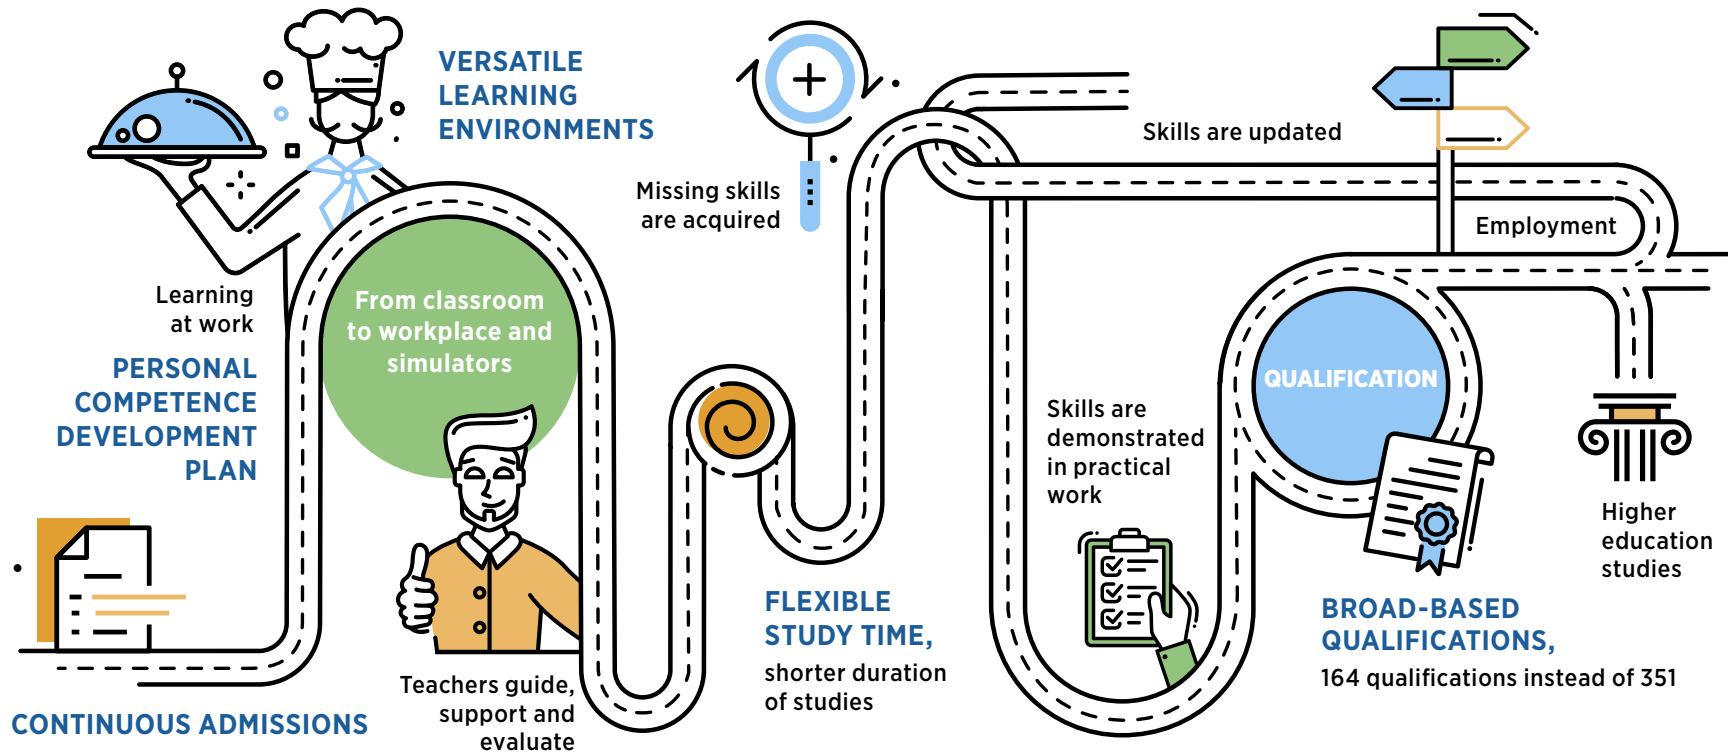 VERSATILE
LEARNING
ENVIRONMENTS
Learning
at work
From classroom
to workplace and
simulators
PERSONAL
COMPETENCE
DEVELOPMENT
PLAN
CONTINUOUS ADMISSIONS
Teachers guide,
support and
evaluate
Missing skills
are acquired
FLEXIBLE
STUDY TIME,
shorter duration
of studies
Skills are updated
Employment
Skills are
demonstrated
in practical
work
QUALIFICATION
BROAD-BASED
QUALIFICATIONS,
164 qualifications instead of 351
Higher
education
studies